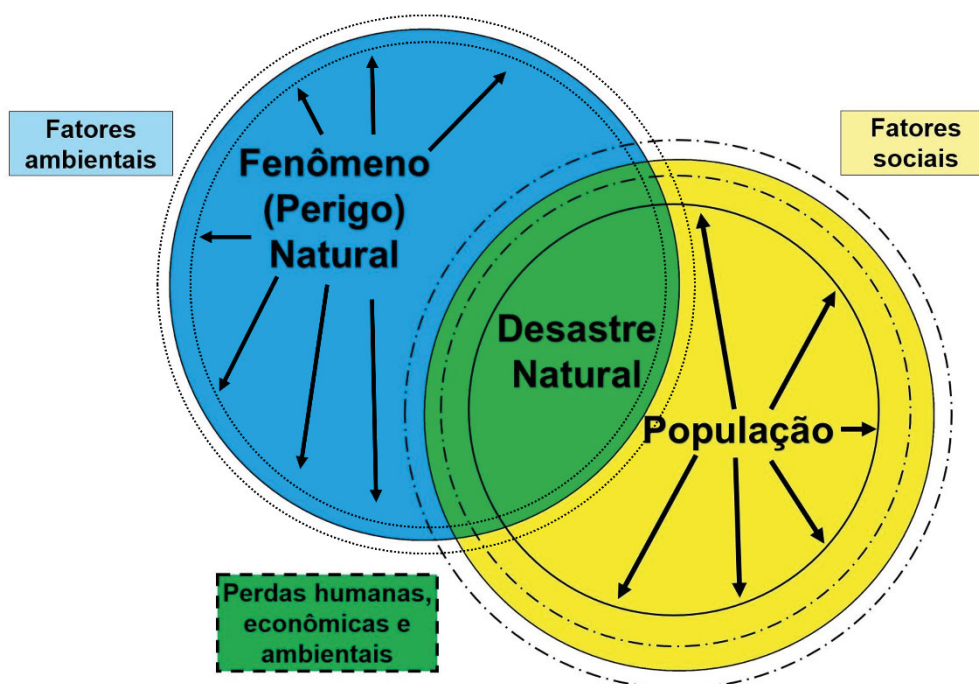 Fatores
ambientais
Fenômeno
(Perigo)
Natural
Fatores
sociais
Desastre
Natural
População
Perdas humanas,
econômicas e
ambientais